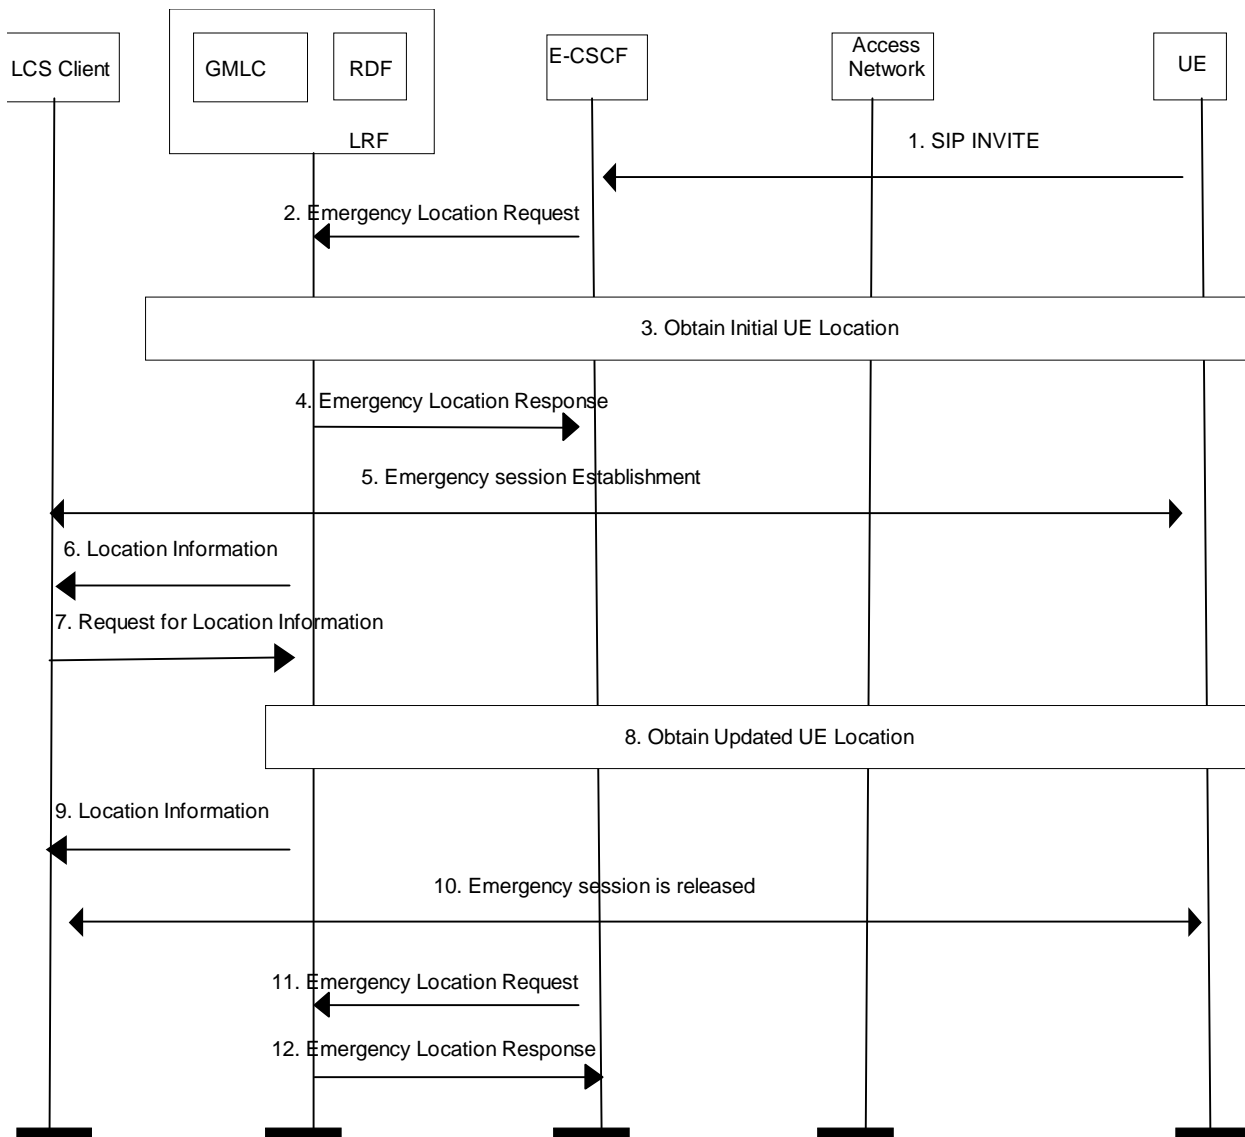 LCS Client
GMLC
RDF
LRF
E-CSCF
Access
Network
UE
1. SIP INVITE
2. Emergency Location Request
3. Obtain Initial UE Location
4. Emergency Location Response
5. Emergency session Establishment
6. Location Information
7. Request for Location Information
8. Obtain Updated UE Location
9. Location Information
10. Emergency session is released
11. Emergency Location Request
12. Emergency Location Response